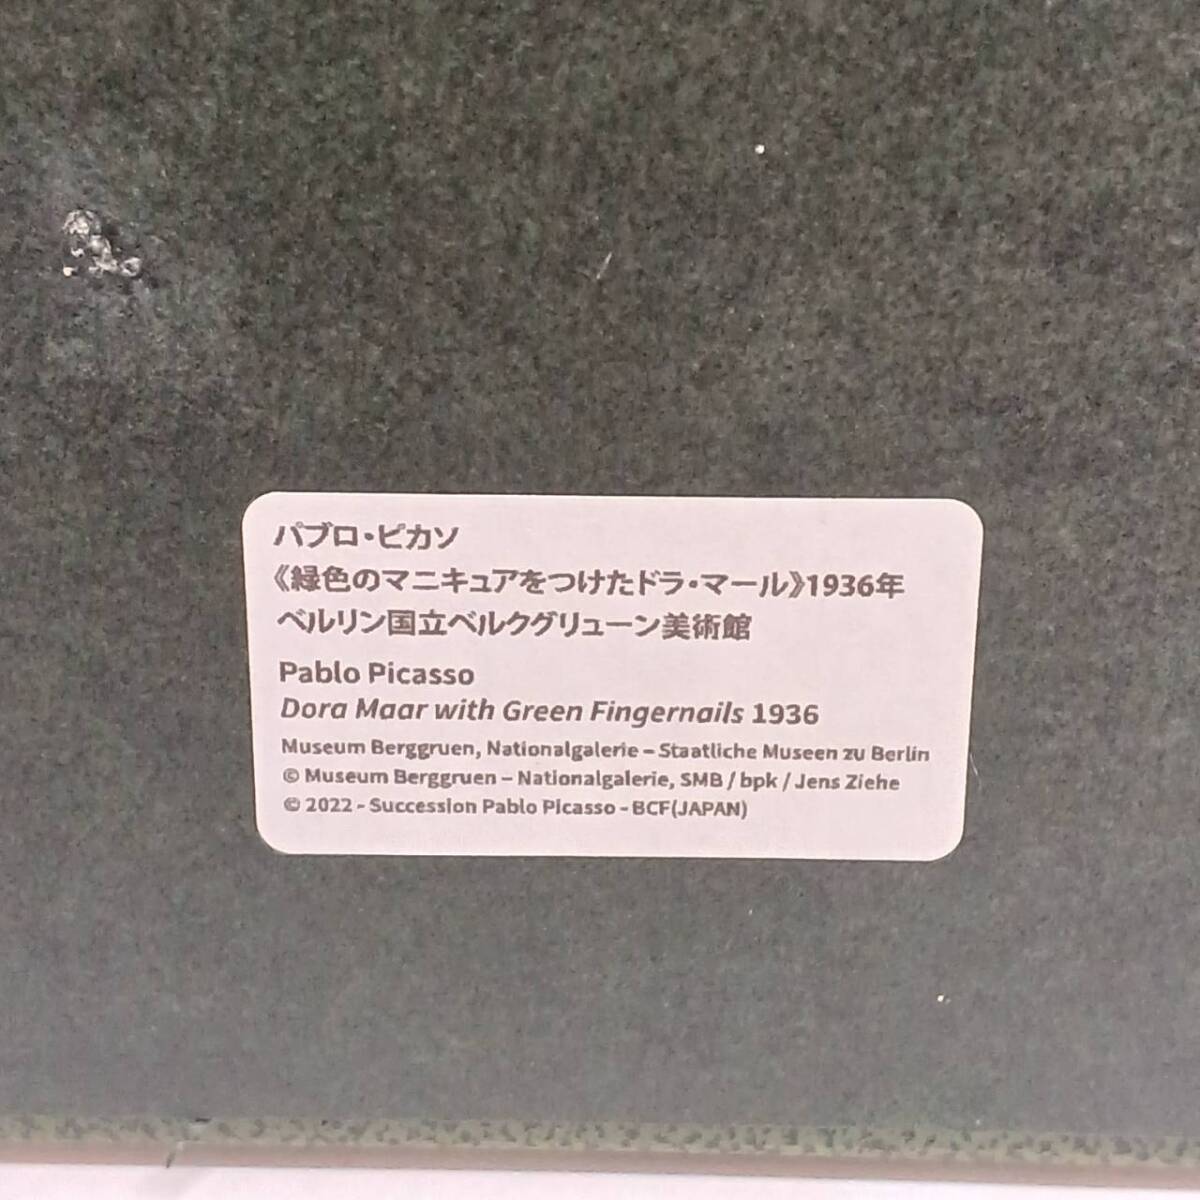 パブロ・ピカソ
《緑色のマニキュアをつけたドラ・マール》1936年
ベルリン国立ベルクグリューン美術館
Pablo Picasso
Dora Maar with Green Fingernails 1936
Museum Berggruen, Nationalgalerie – Staatliche Museen zu Berlin
© Museum Berggruen – Nationalgalerie, SMB / bpk / Jens Ziehe
© 2022 - Succession Pablo Picasso - BCF(JAPAN)